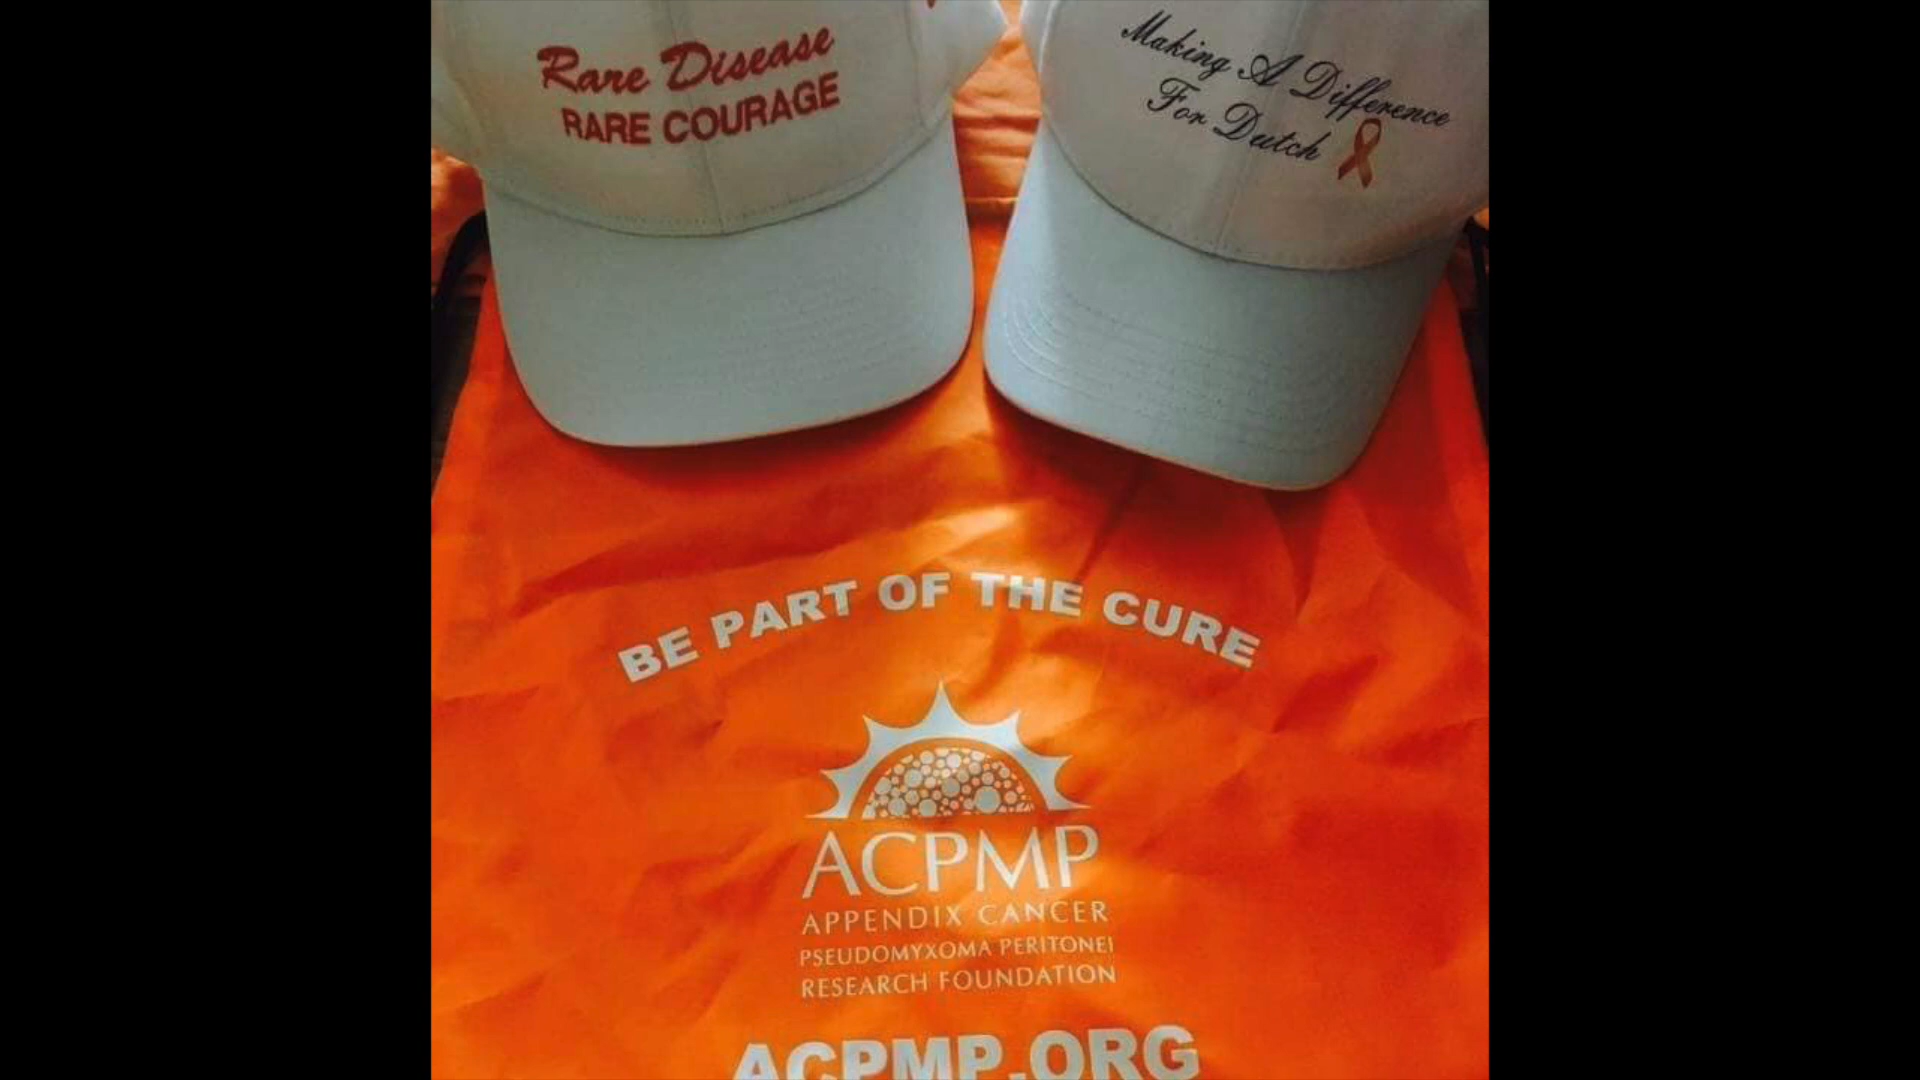 Rare Disease
RARE COURAGE
Making A Difference
For Dutch
BE PART OF THE CURE
ACPMP
APPENDIX CANCER
PSEUDOMYXOMA PERITONEI
RESEARCH FOUNDATION
ACPMP.ORG